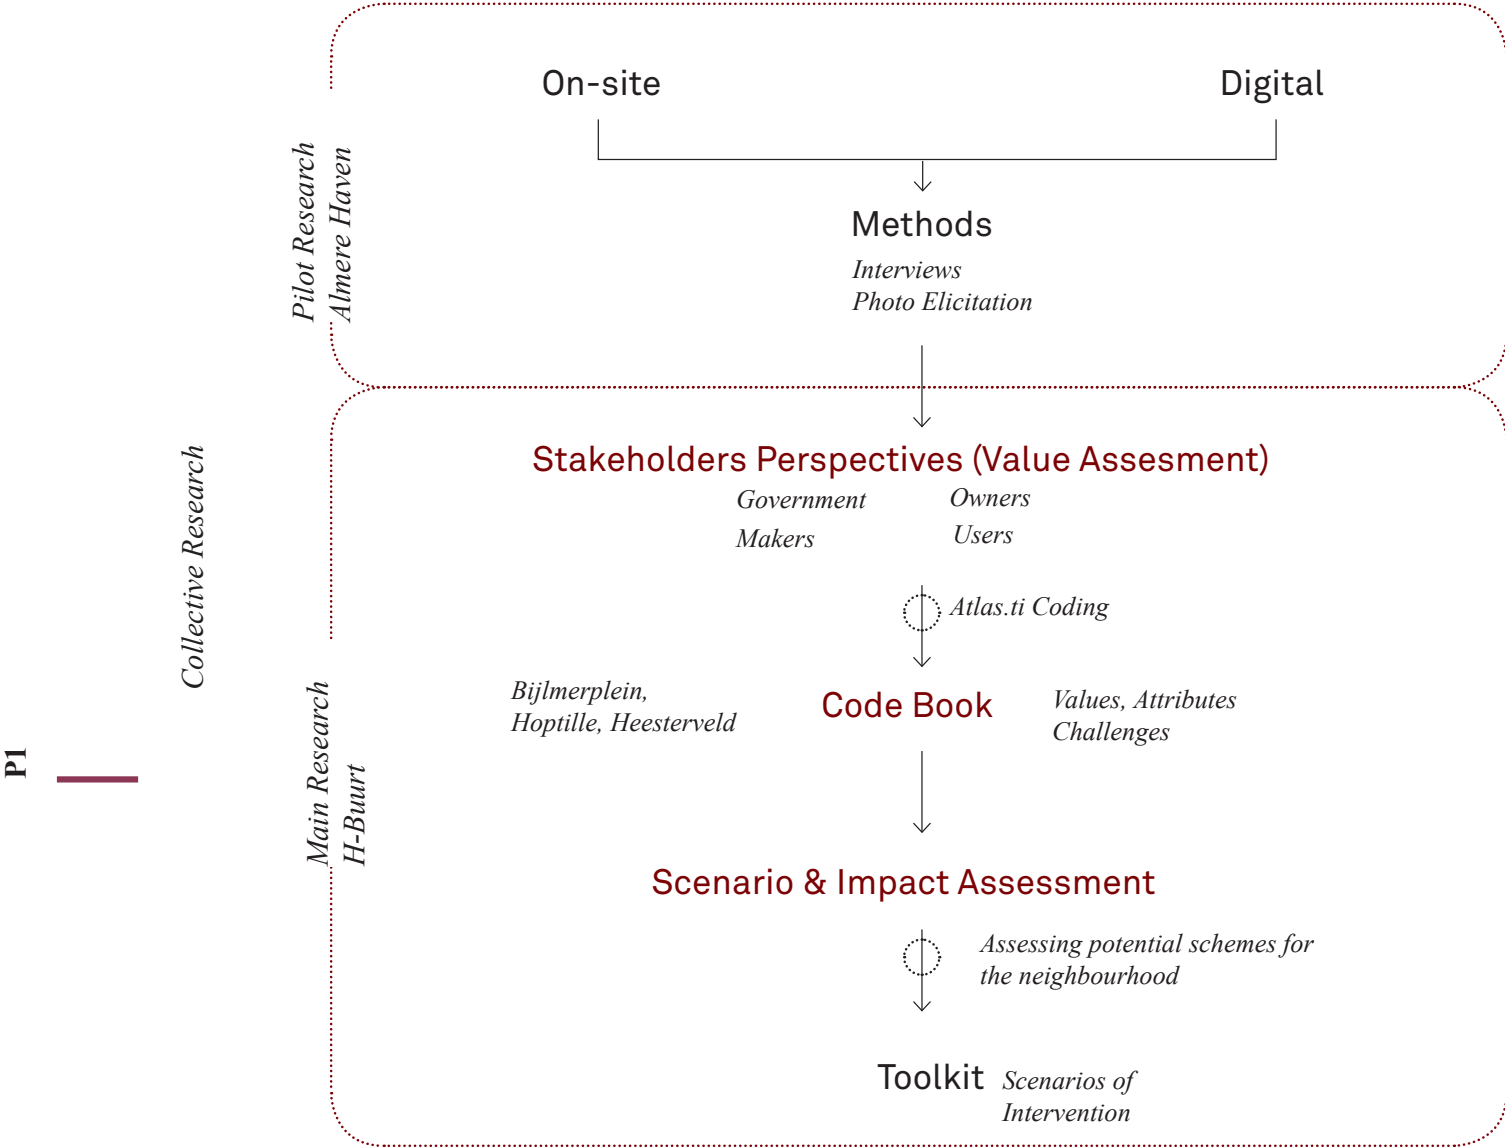 On-site
Digital
Pilot Research
Almere Haven
Methods
Interviews
Photo Elicitation
Collective Research
P1
Main Research
H-Buurt
Stakeholders Perspectives (Value Assesment)
Government
Owners
Makers
Users
Atlas.ti Coding
Bijlmerplein,
Hoptille, Heesterveld
Code Book
Values, Attributes
Challenges
Scenario & Impact Assessment
Assessing potential schemes for
the neighbourhood
Toolkit
Scenarios of
Intervention